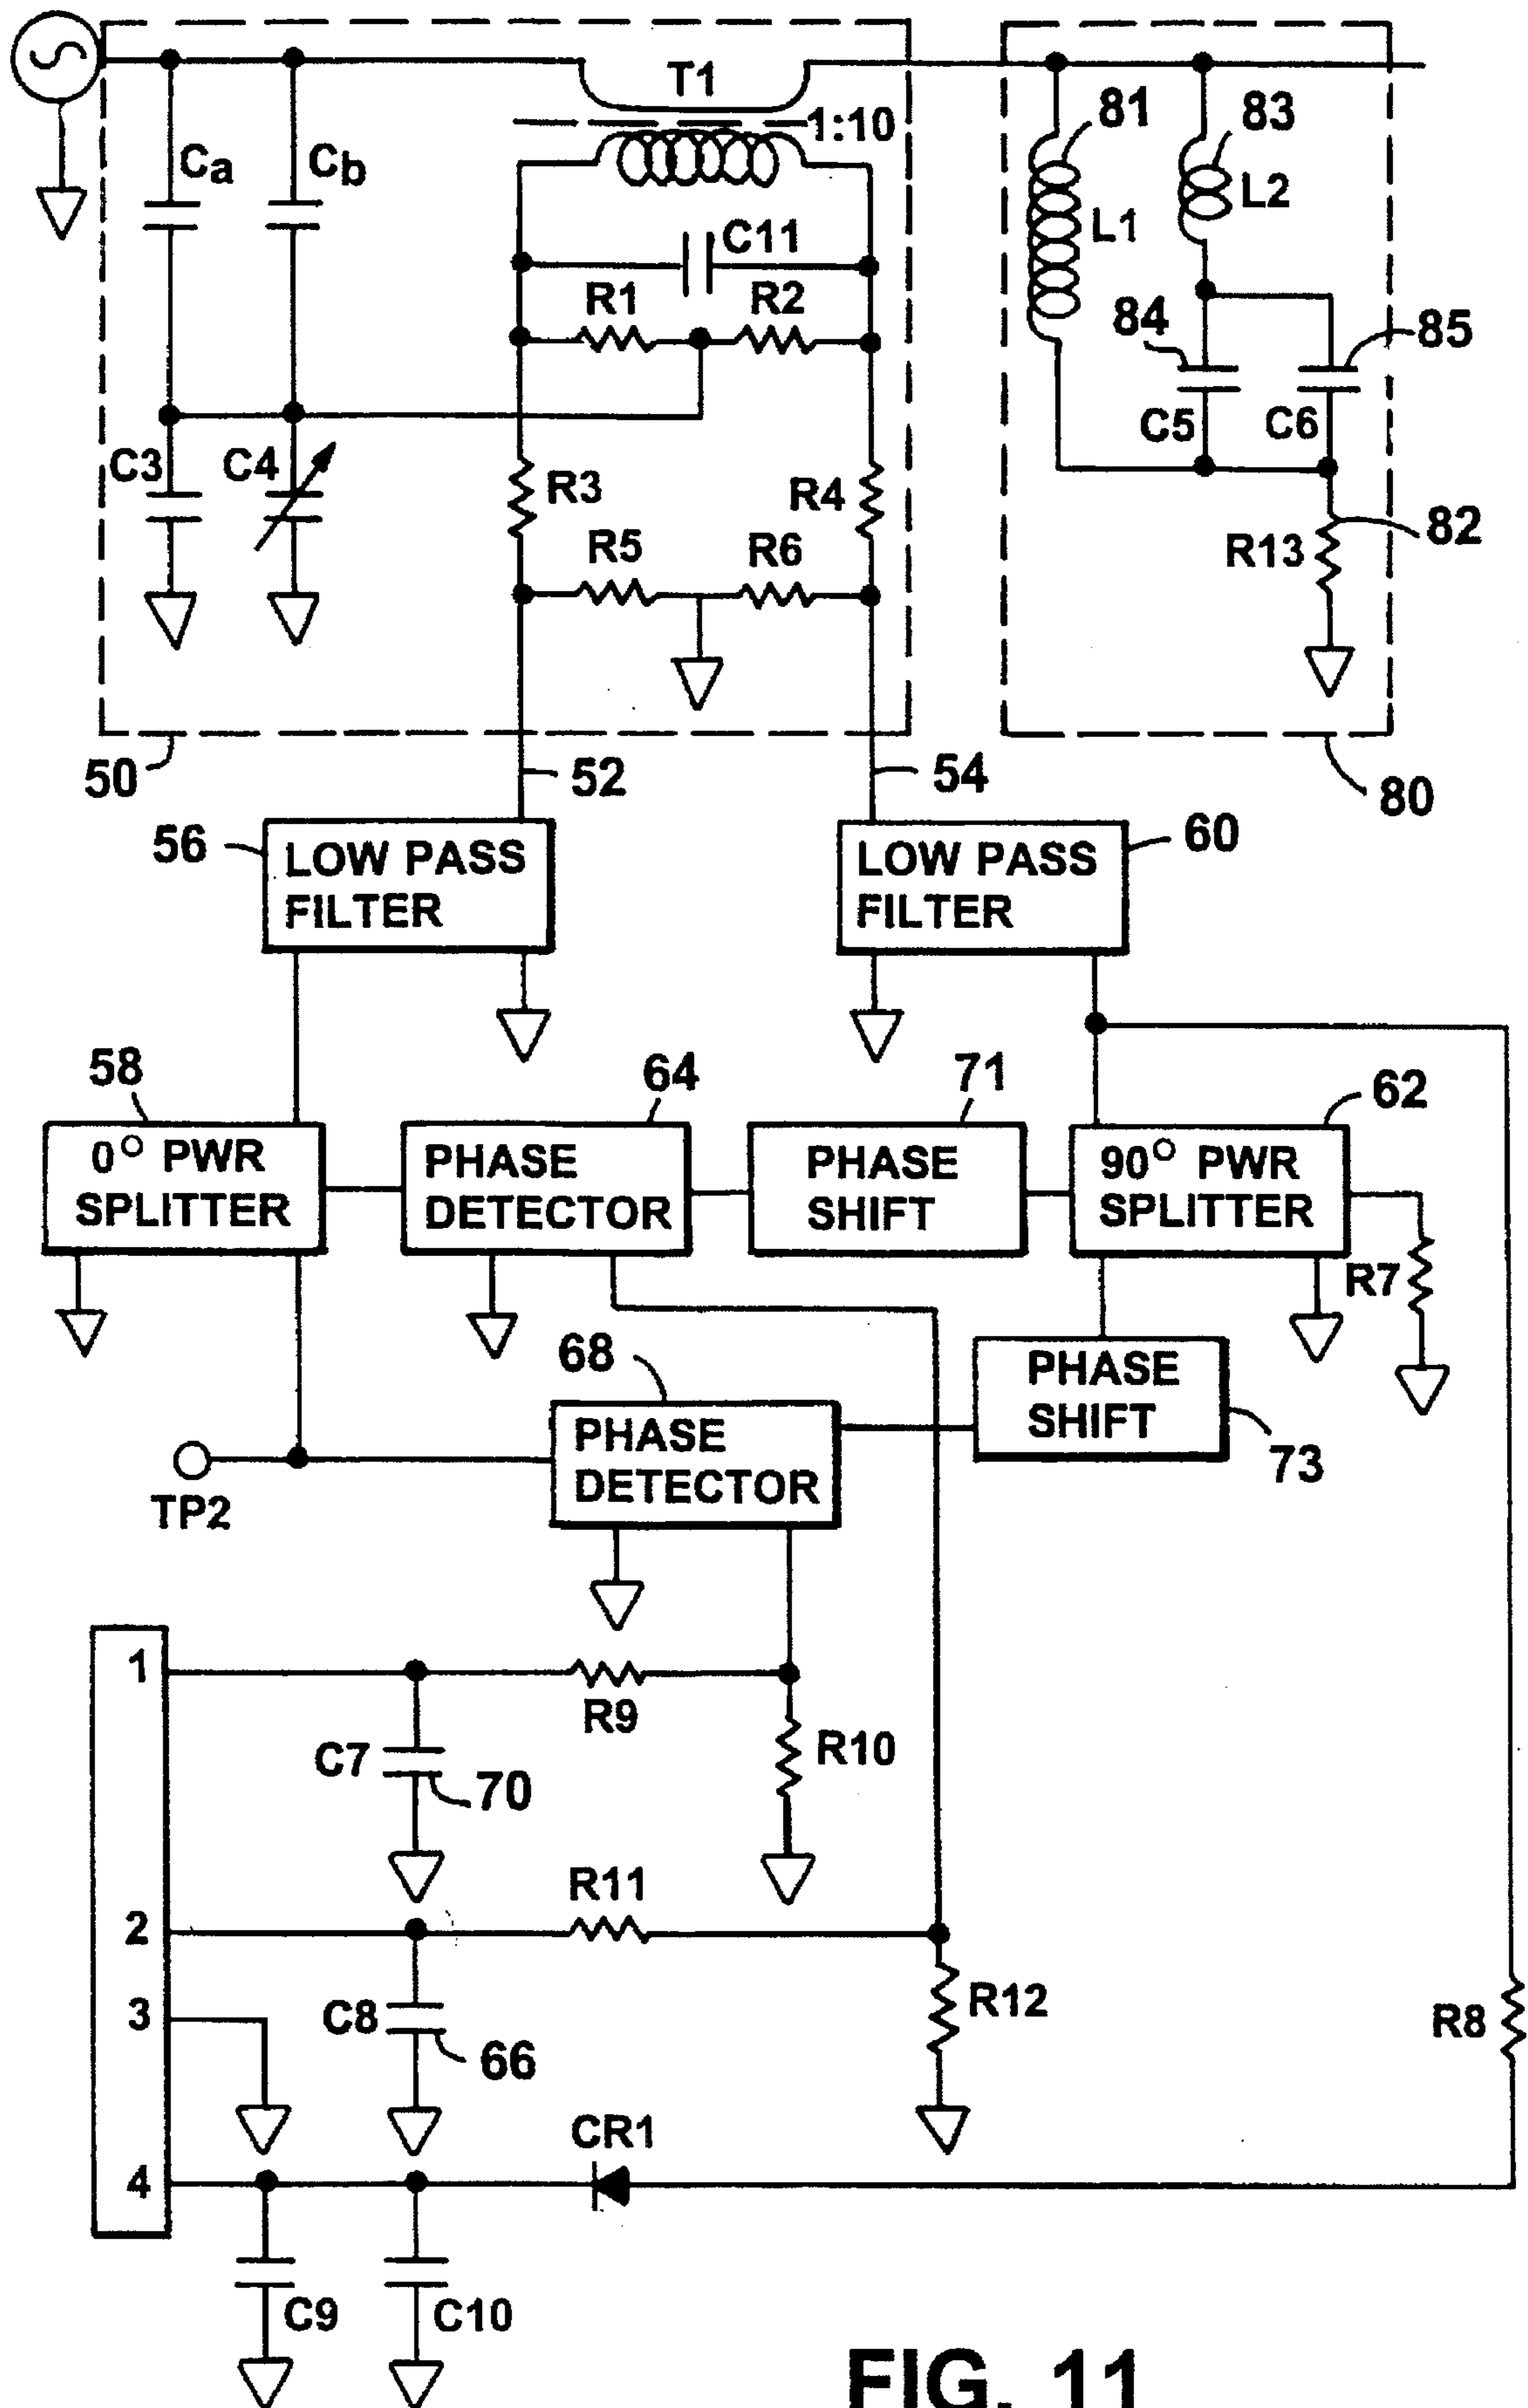 T1
1:10
81
83
Ca
Cb
L1
L2
C11
R1
R2
84
85
C5
C6
C3
C4
R3
R4
82
R5
R6
R13
50
52
54
80
56
LOW PASS
FILTER
LOW PASS
FILTER
60
58
64
71
62
0° PWR
SPLITTER
PHASE
DETECTOR
PHASE
SHIFT
90° PWR
SPLITTER
R7
68
PHASE
DETECTOR
PHASE
SHIFT
73
TP2
1
R9
C7
70
R10
R11
2
3
C8
66
R12
R8
CR1
4
C9
C10
FIG. 11